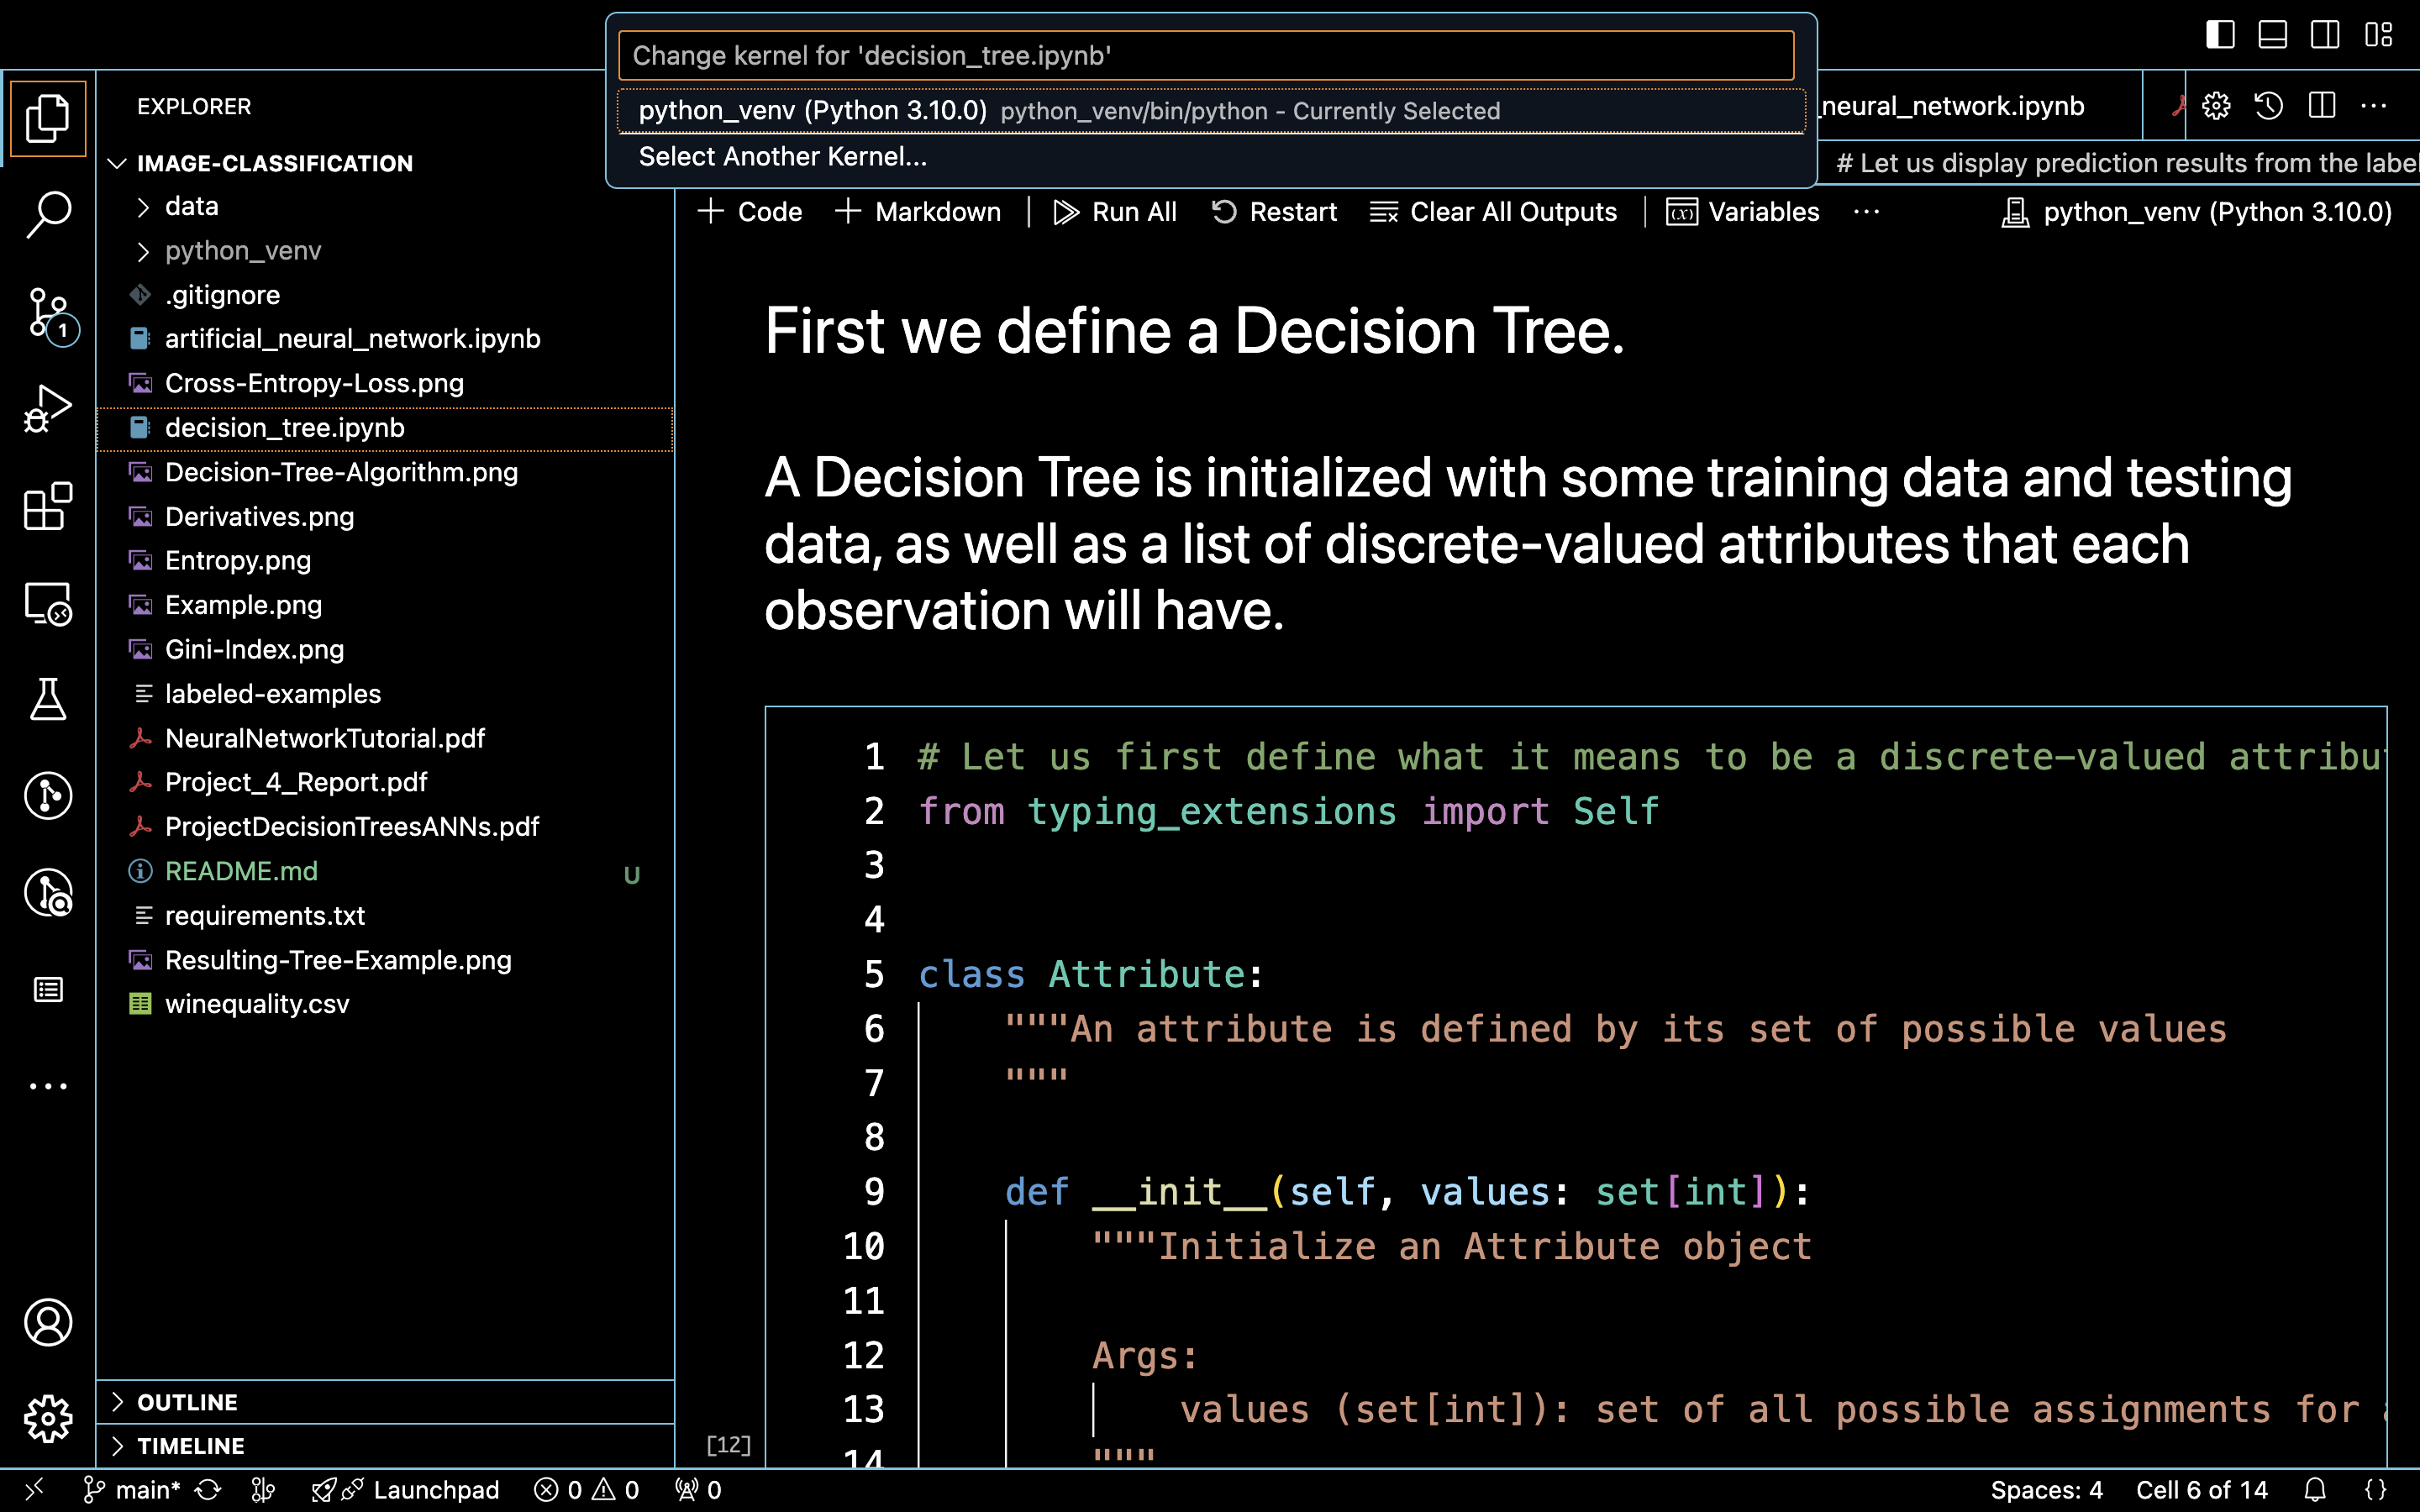 Change kernel for 'decision_tree.ipynb'
python_venv (Python 3.10.0) python_venv/bin/python - Currently Selected
Select Another Kernel...
EXPLORER
IMAGE-CLASSIFICATION
data
python_venv
.gitignore
artificial_neural_network.ipynb
Cross-Entropy-Loss.png
decision_tree.ipynb
Decision-Tree-Algorithm.png
Derivatives.png
Entropy.png
Example.png
Gini-Index.png
labeled-examples
NeuralNetworkTutorial.pdf
Project_4_Report.pdf
ProjectDecisionTreesANNs.pdf
README.md U
requirements.txt
Resulting-Tree-Example.png
winequality.csv
OUTLINE
TIMELINE
1
_neural_network.ipynb
# Let us display prediction results from the label
Code Markdown Run All Restart Clear All Outputs Variables python_venv (Python 3.10.0)
First we define a Decision Tree.
A Decision Tree is initialized with some training data and testing
data, as well as a list of discrete-valued attributes that each
observation will have.
1 # Let us first define what it means to be a discrete-valued attribu
2 from typing_extensions import Self
3
4
5 class Attribute:
6 """An attribute is defined by its set of possible values
7 """
8
9 def __init__(self, values: set[int]):
10 """Initialize an Attribute object
11
12 Args:
13 values (set[int]): set of all possible assignments for
14 """
[12]
main* Launchpad 0 0 0 Spaces: 4 Cell 6 of 14 {}